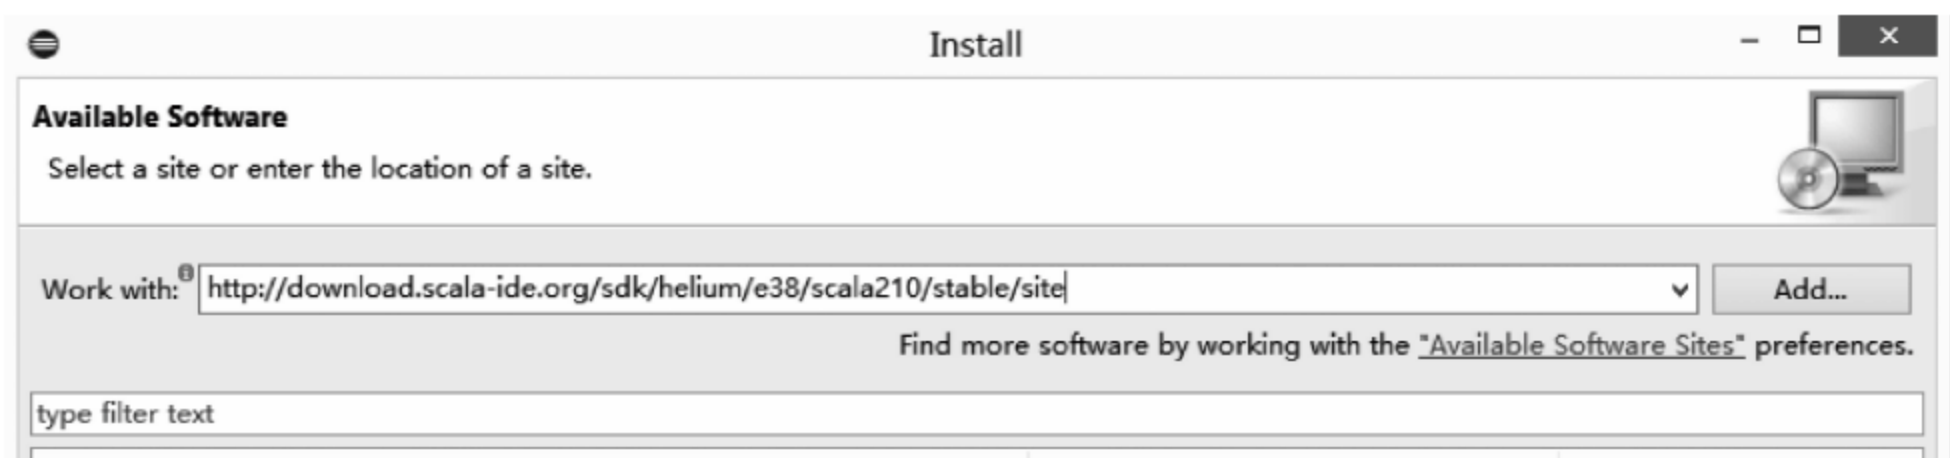 Install
Available Software
Select a site or enter the location of a site.
Work with: http://download.scala-ide.org/sdk/helium/e38/scala210/stable/site Add...
Find more software by working with the "Available Software Sites" preferences.
type filter text